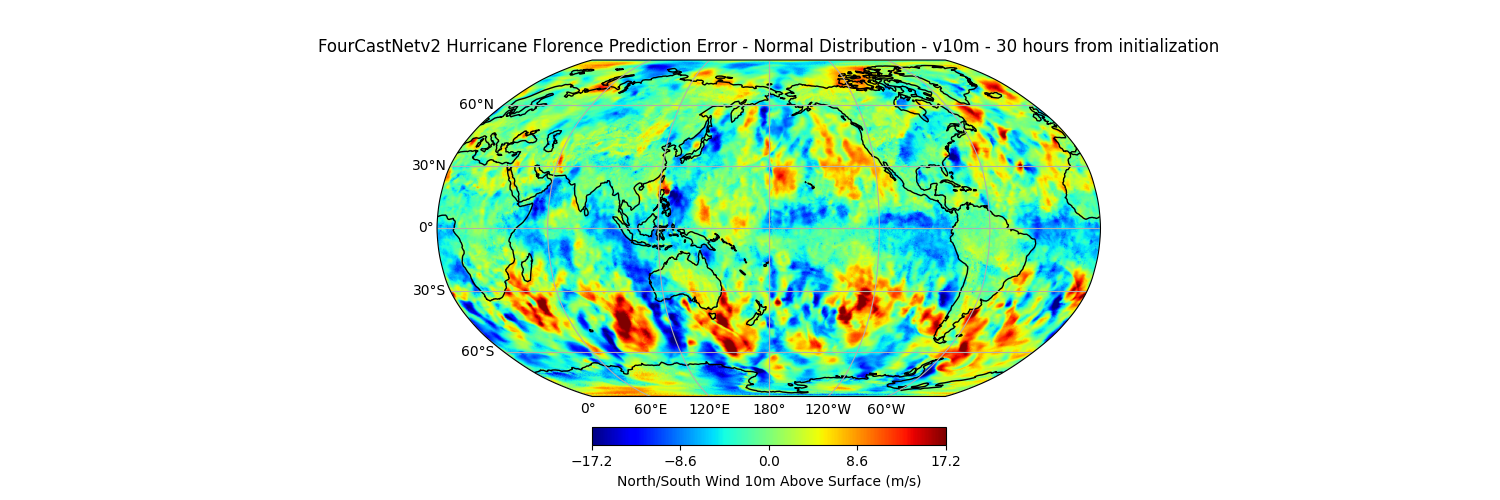 FourCastNetv2 Hurricane Florence Prediction Error - Normal Distribution - v10m - 30 hours from initialization
60°N
30°N
0°
30°S
60°S
0° 60°E 120°E 180° 120°W 60°W
−17.2 −8.6 0.0 8.6 17.2
North/South Wind 10m Above Surface (m/s)